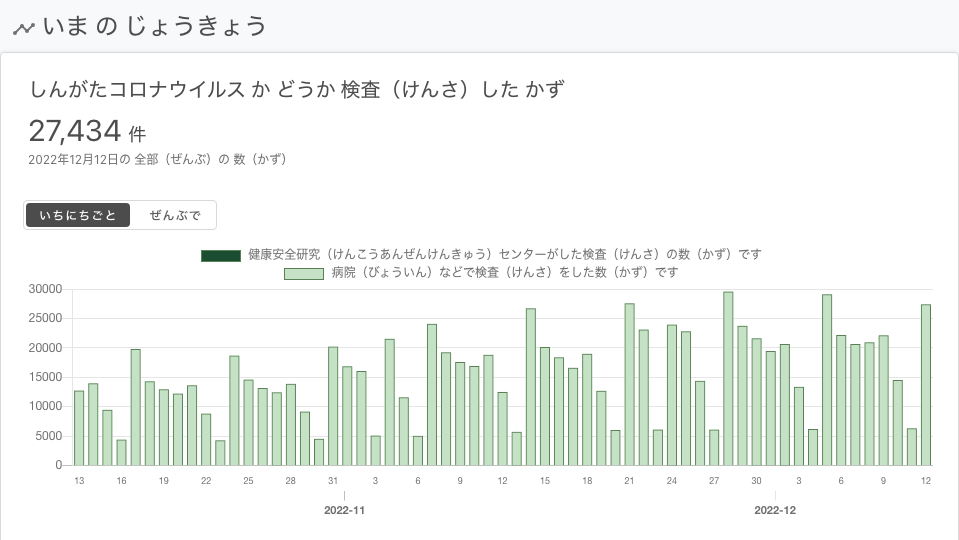 いま の じょうきょう
しんがたコロナウイルス か どうか 検査（けんさ）した かず
27,434 件
2022年12月12日の 全部（ぜんぶ）の 数（かず）
いちにちごと ぜんぶで
健康安全研究（けんこうあんぜんけんきゅう）センターがした検査（けんさ）の数（かず）です
病院（びょういん）などで検査（けんさ）をした数（かず）です
30000
25000
20000
15000
10000
5000
0
13 16 19 22 25 28 31 3 6 9 12 15 18 21 24 27 30 3 6 9 12
2022-11 2022-12